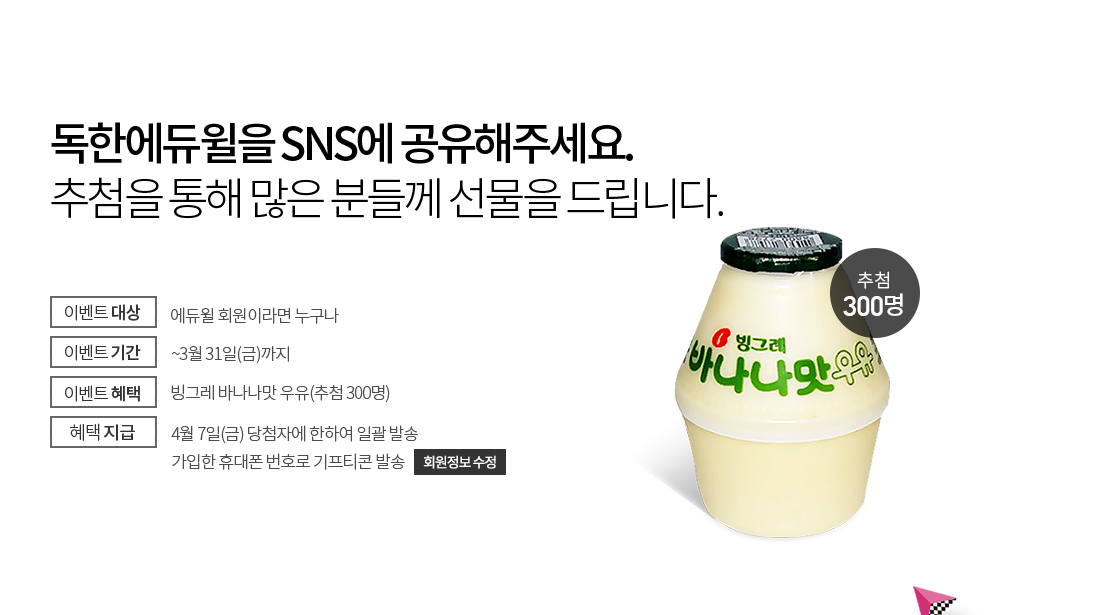 독한에듀윌을 SNS에 공유해주세요.
추첨을 통해 많은 분들께 선물을 드립니다.
추첨
300명
빙그레
바나나맛우유
이벤트 대상 에듀윌 회원이라면 누구나
이벤트 기간 ~3월 31일(금)까지
이벤트 혜택 빙그레 바나나맛 우유(추첨 300명)
혜택 지급 4월 7일(금) 당첨자에 한하여 일괄 발송
가입한 휴대폰 번호로 기프티콘 발송 회원정보 수정